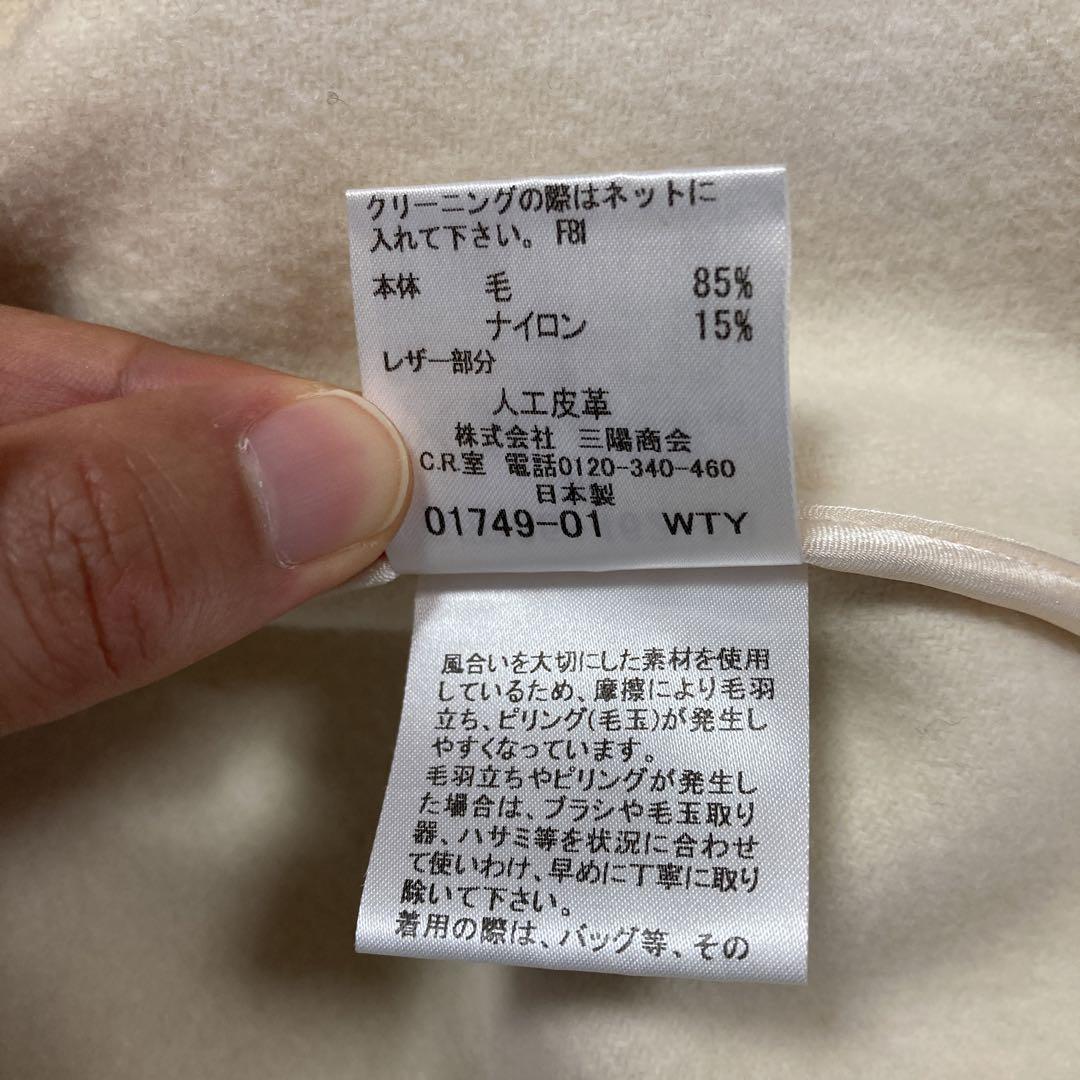 クリーニングの際はネットに
入れて下さい。 F8I
本体 毛 85%
ナイロン 15%
レザー部分
人工皮革
株式会社 三陽商会
C.R.室 電話0120-340-460
日本製
01749-01 WTY
風合いを大切にした素材を使用
しているため、摩擦により毛羽
立ち、ピリング(毛玉)が発生し
やすくなっています。
毛羽立ちやピリングが発生し
た場合は、ブラシや毛玉取り
器、ハサミ等を状況に合わせ
て使いわけ、早めに丁寧に取り
除いて下さい。
着用の際は、バッグ等、その